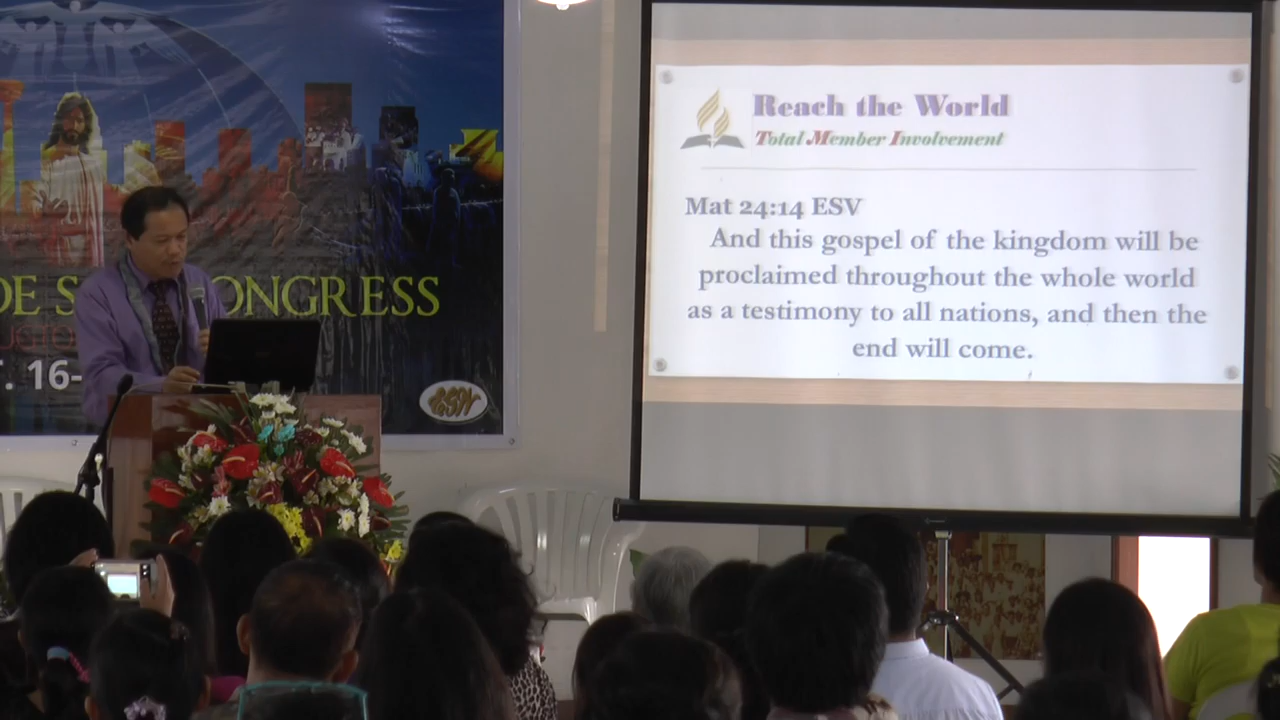 Reach the World
Total Member Involvement
Mat 24:14 ESV
And this gospel of the kingdom will be
proclaimed throughout the whole world
as a testimony to all nations, and then the
end will come.
DE S ONGRESS
T. 16-